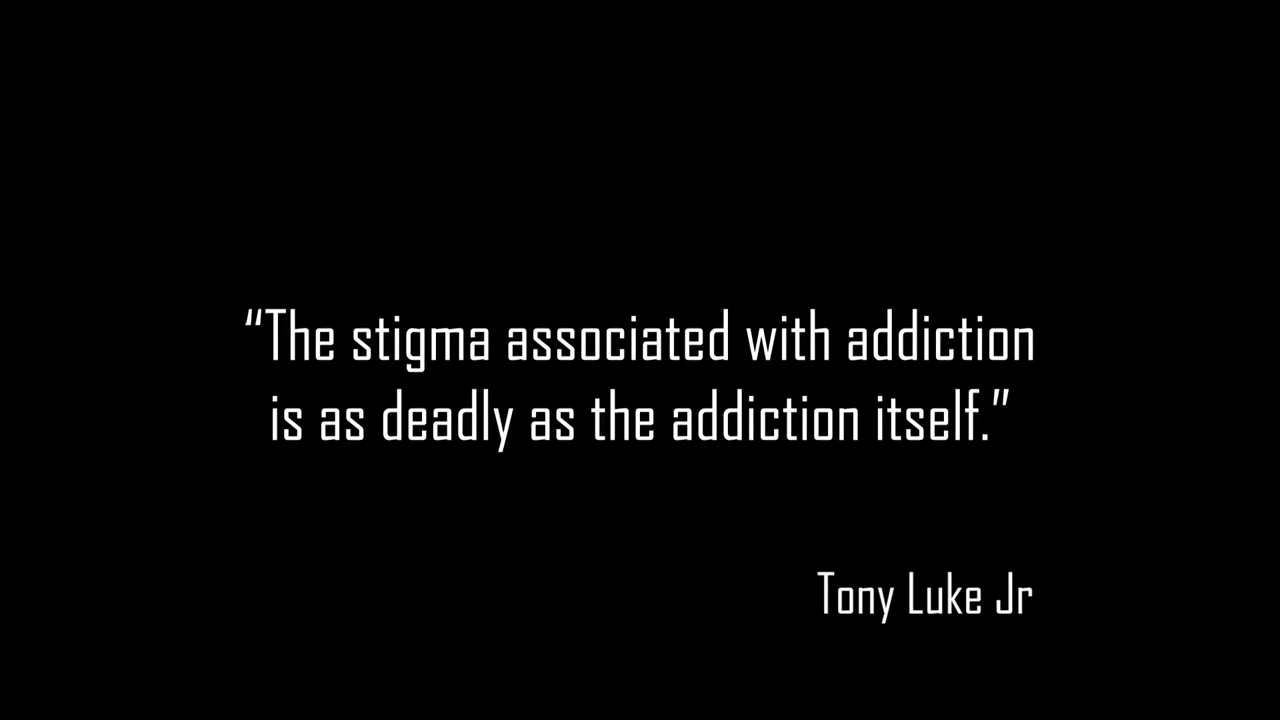 “The stigma associated with addiction
is as deadly as the addiction itself.”
Tony Luke Jr